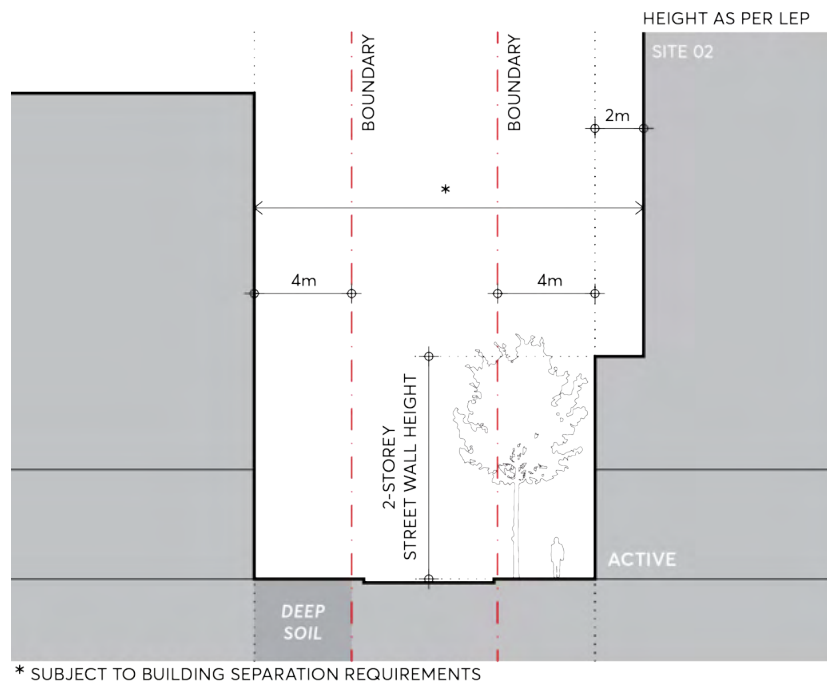 HEIGHT AS PER LEP
SITE 02
BOUNDARY
BOUNDARY
2m
*
4m
4m
2-STOREY
STREET WALL HEIGHT
ACTIVE
DEEP
SOIL
* SUBJECT TO BUILDING SEPARATION REQUIREMENTS